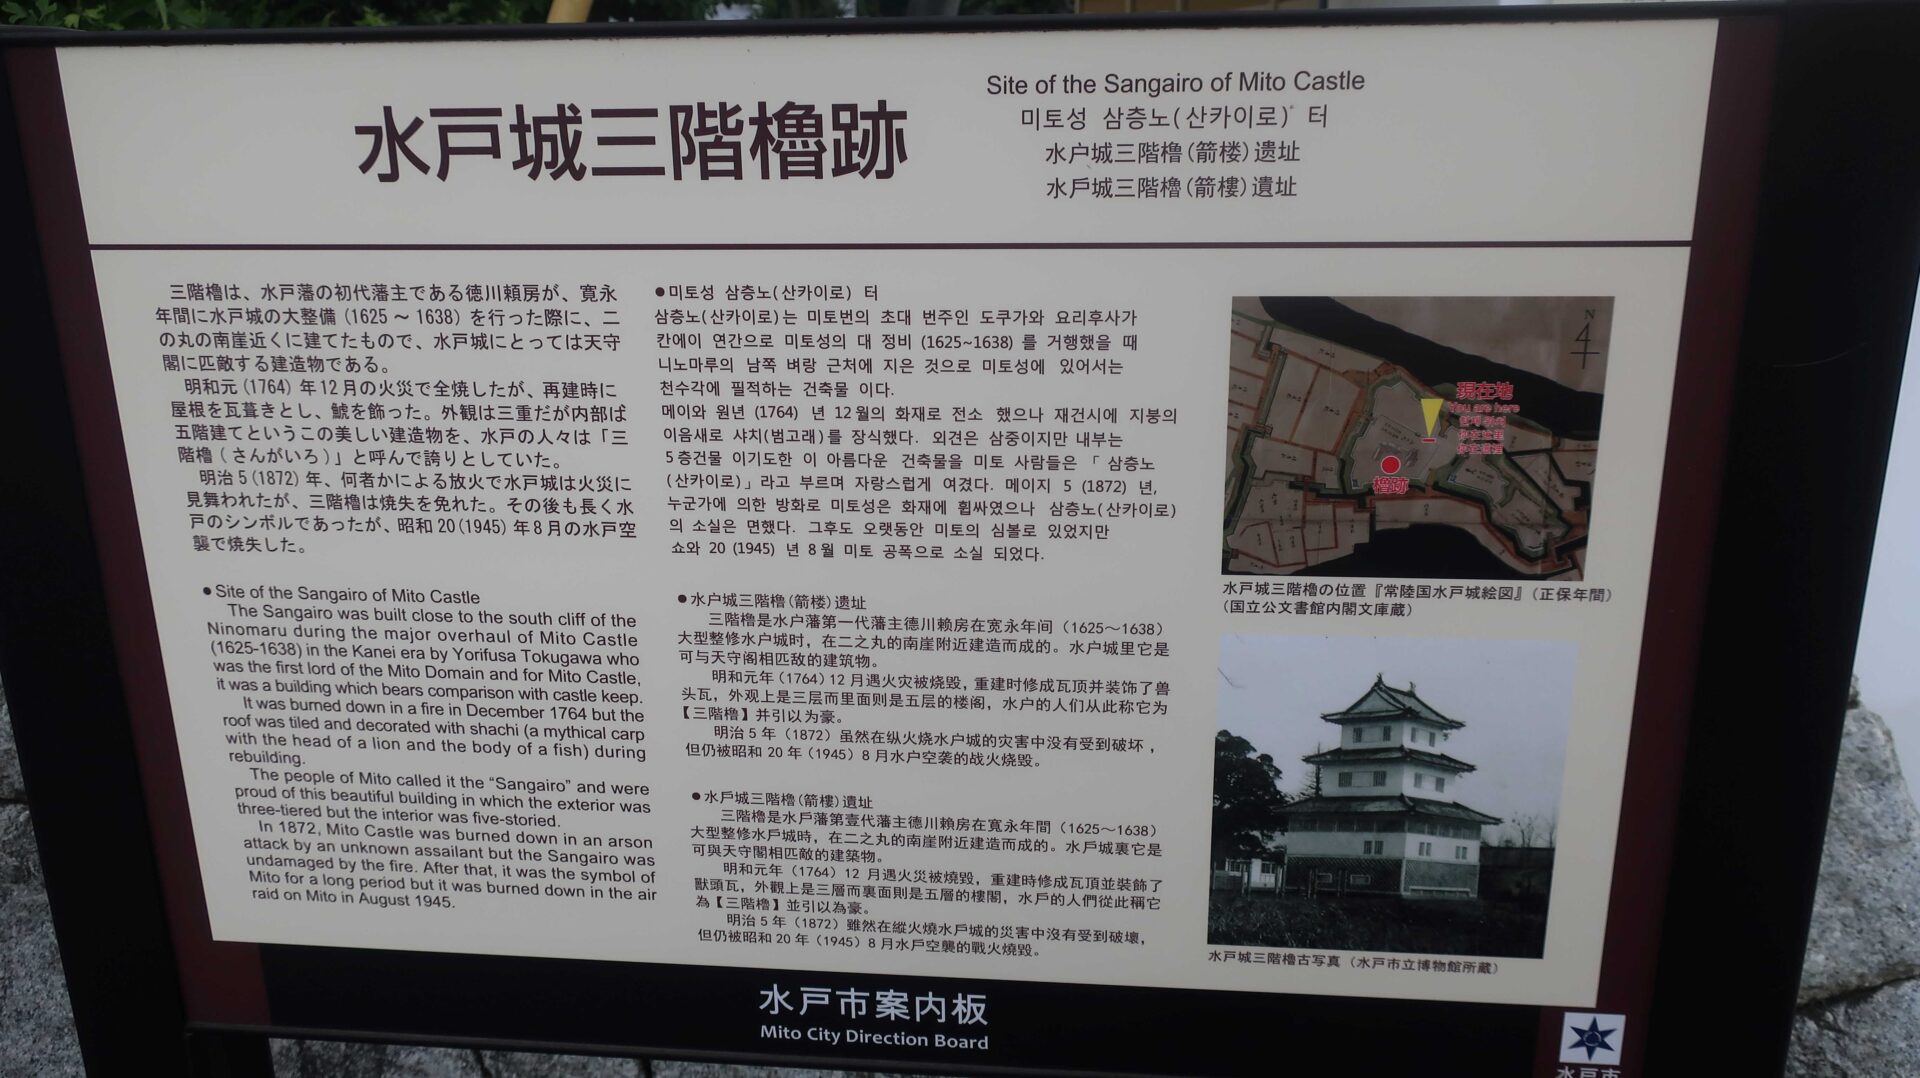 水戸城三階櫓跡
Site of the Sangairo of Mito Castle
미토성 삼층노(산카이로) 터
水户城三階橹(箭楼)遗址
水戶城三階櫓(箭樓)遺址
三階櫓は、水戸藩の初代藩主である徳川頼房が、寛永
年間に水戸城の大整備(1625～1638)を行った際に、二
の丸の南崖近くに建てたもので、水戸城にとっては天守
閣に匹敵する建造物である。
明和元(1764)年12月の火災で全焼したが、再建時に
屋根を瓦葺きとし、鯱を飾った。外観は三重だが内部は
五階建てというこの美しい建造物を、水戸の人々は「三
階櫓(さんがいろ)」と呼んで誇りとしていた。
明治5(1872)年、何者かによる放火で水戸城は火災に
見舞われたが、三階櫓は焼失を免れた。その後も長く水
戸のシンボルであったが、昭和20(1945)年8月の水戸空
襲で焼失した。
●Site of the Sangairo of Mito Castle
The Sangairo was built close to the south cliff of the
Ninomaru during the major overhaul of Mito Castle
(1625-1638) in the Kanei era by Yorifusa Tokugawa who
was the first lord of the Mito Domain and for Mito Castle,
it was a building which bears comparison with castle keep.
It was burned down in a fire in December 1764 but the
roof was tiled and decorated with shachi (a mythical carp
with the head of a lion and the body of a fish) during
rebuilding.
The people of Mito called it the “Sangairo” and were
proud of this beautiful building in which the exterior was
three-tiered but the interior was five-storied.
In 1872, Mito Castle was burned down in an arson
attack by an unknown assailant but the Sangairo was
undamaged by the fire. After that, it was the symbol of
Mito for a long period but it was burned down in the air
raid on Mito in August 1945.
●미토성 삼층노(산카이로) 터
삼층노(산카이로)는 미토번의 초대 번주인 도쿠가와 요리후사가
칸에이 연간으로 미토성의 대 정비 (1625~1638) 를 거행했을 때
니노마루의 남쪽 벼랑 근처에 지은 것으로 미토성에 있어서는
천수각에 필적하는 건축물 이다.
메이와 원년 (1764) 년 12월의 화재로 전소 했으나 재건시에 지붕의
이음새로 샤치(범고래)를 장식했다. 외견은 삼중이지만 내부는
5층건물 이기도한 이 아름다운 건축물을 미토 사람들은 「 삼층노
(산카이로)」라고 부르며 자랑스럽게 여겼다. 메이지 5 (1872) 년,
누군가에 의한 방화로 미토성은 화재에 휩싸였으나 삼층노(산카이로)
의 소실은 면했다. 그후도 오랫동안 미토의 심볼로 있었지만
쇼와 20 (1945) 년 8월 미토 공폭으로 소실 되었다.
●水户城三階橹(箭楼)遗址
三階橹是水户藩第一代藩主德川赖房在宽永年间（1625～1638）
大型整修水户城时，在二之丸的南崖附近建造而成的。水户城里它是
可与天守阁相匹敌的建筑物。
明和元年（1764）12月遇火灾被烧毁，重建时修成瓦顶并装饰了兽
头瓦，外观上是三层而里面则是五层的楼阁，水户的人们从此称它为
【三階橹】并引以为豪。
明治5年（1872）虽然在纵火烧水户城的灾害中没有受到破坏，
但仍被昭和20年（1945）8月水户空袭的战火烧毁。
●水戶城三階櫓(箭樓)遺址
三階櫓是水戶藩第壹代藩主德川賴房在寛永年間（1625～1638）
大型整修水戶城時，在二之丸的南崖附近建造而成的。水戶城裏它是
可與天守閣相匹敵的建築物。
明和元年（1764）12月遇火災被燒毀，重建時修成瓦頂並裝飾了
獸頭瓦，外觀上是三層而裏面則是五層的樓閣，水戶的人們從此稱它
為【三階櫓】並引以為豪。
明治5年（1872）雖然在縱火燒水戶城的災害中沒有受到破壞，
但仍被昭和20年（1945）8月水戶空襲的戰火燒毀。
N
現在地
You are here
현재위치
你在这里
你在這裡
櫓跡
水戸城三階櫓の位置『常陸国水戸城絵図』(正保年間)
(国立公文書館内閣文庫蔵)
水戸城三階櫓古写真(水戸市立博物館所蔵)
水戸市案内板
Mito City Direction Board
水戸市